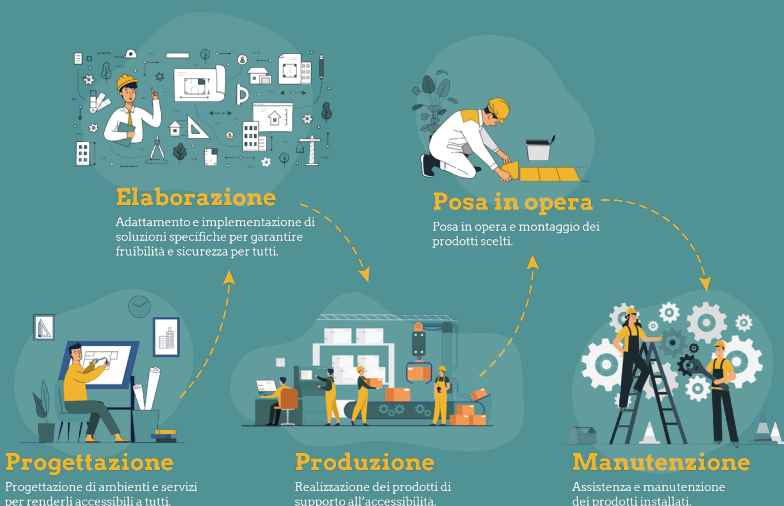 Elaborazione
Adattamento e implementazione di
soluzioni specifiche per garantire
fruibilità e sicurezza per tutti.
Posa in opera
Posa in opera e montaggio dei
prodotti scelti.
Progettazione
Progettazione di ambienti e servizi
per renderli accessibili a tutti.
Produzione
Realizzazione dei prodotti di
supporto all'accessibilità.
Manutenzione
Assistenza e manutenzione
dei prodotti installati.